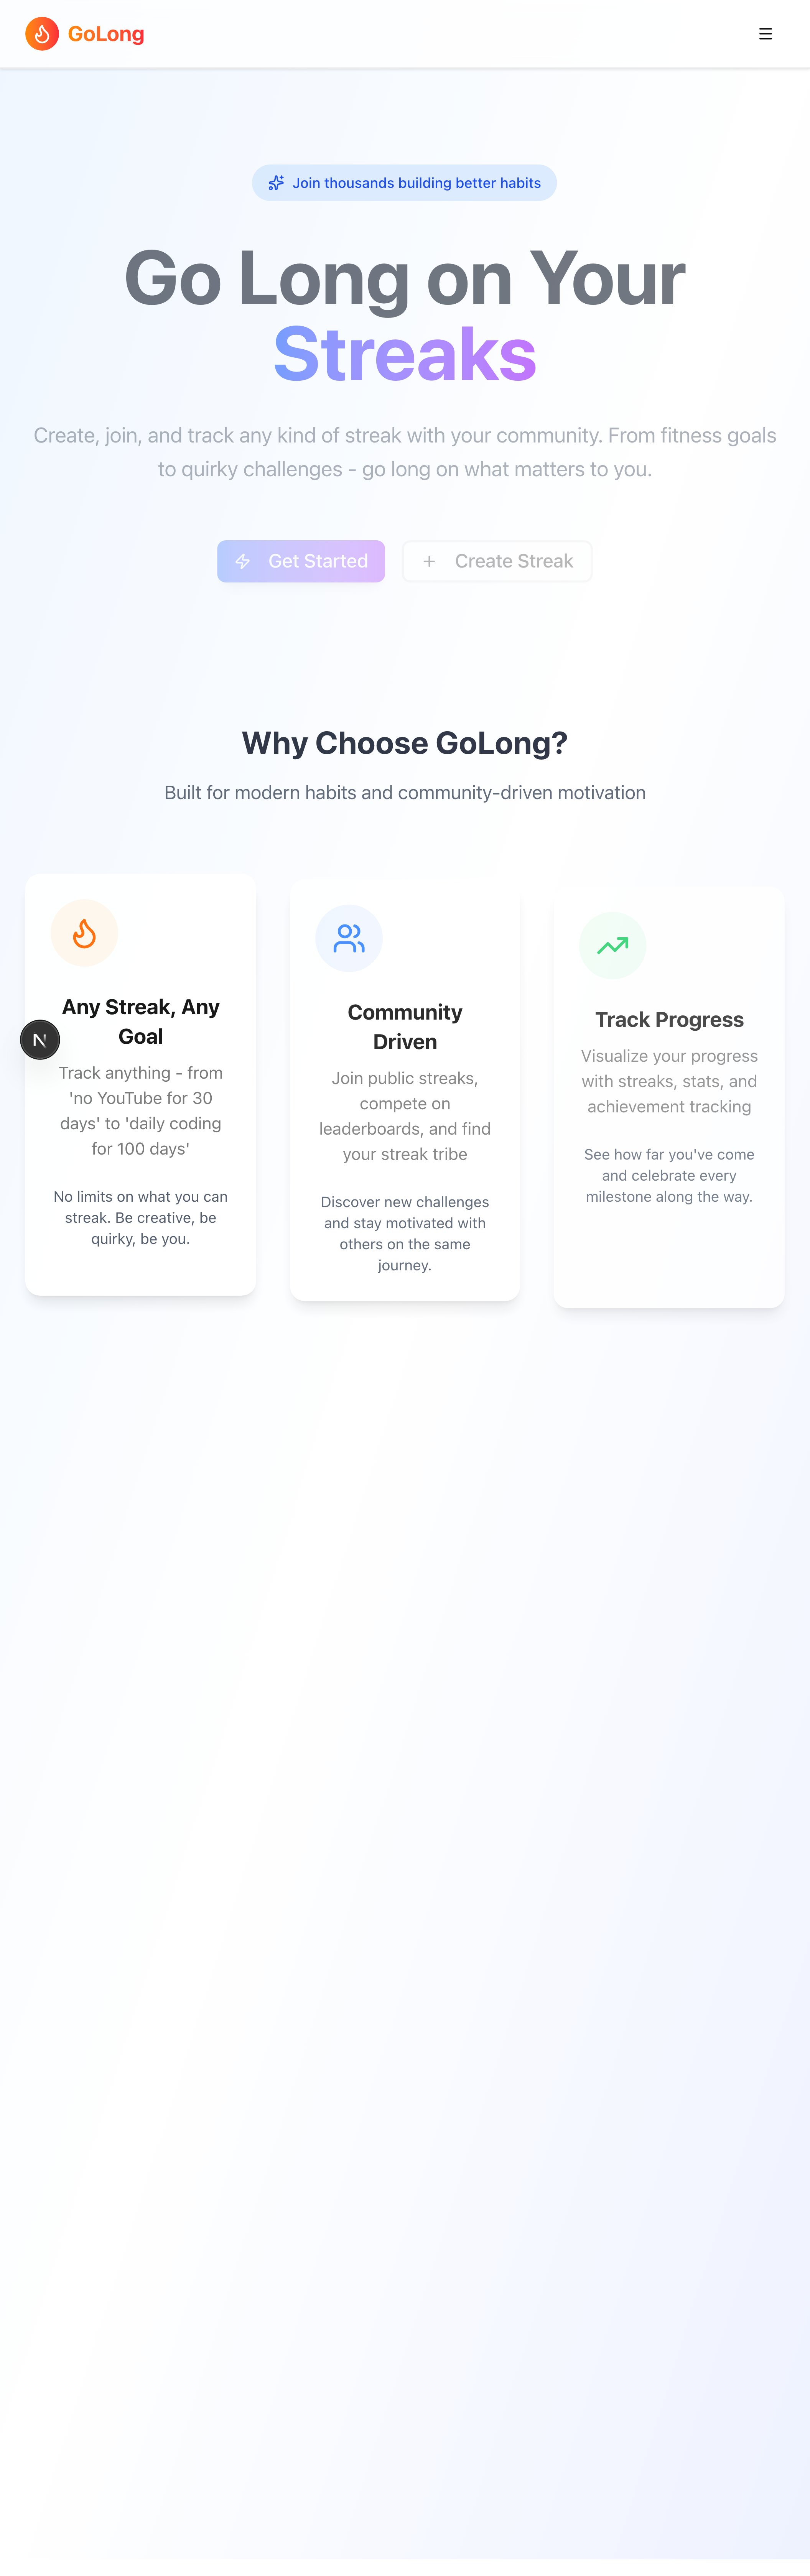 GoLong
Join thousands building better habits
Go Long on Your
Streaks
Create, join, and track any kind of streak with your community. From fitness goals
to quirky challenges - go long on what matters to you.
Get Started
Create Streak
Why Choose GoLong?
Built for modern habits and community-driven motivation
Any Streak, Any
Goal
Track anything - from
'no YouTube for 30
days' to 'daily coding
for 100 days'
No limits on what you can
streak. Be creative, be
quirky, be you.
N
Community
Driven
Join public streaks,
compete on
leaderboards, and find
your streak tribe
Discover new challenges
and stay motivated with
others on the same
journey.
Track Progress
Visualize your progress
with streaks, stats, and
achievement tracking
See how far you've come
and celebrate every
milestone along the way.